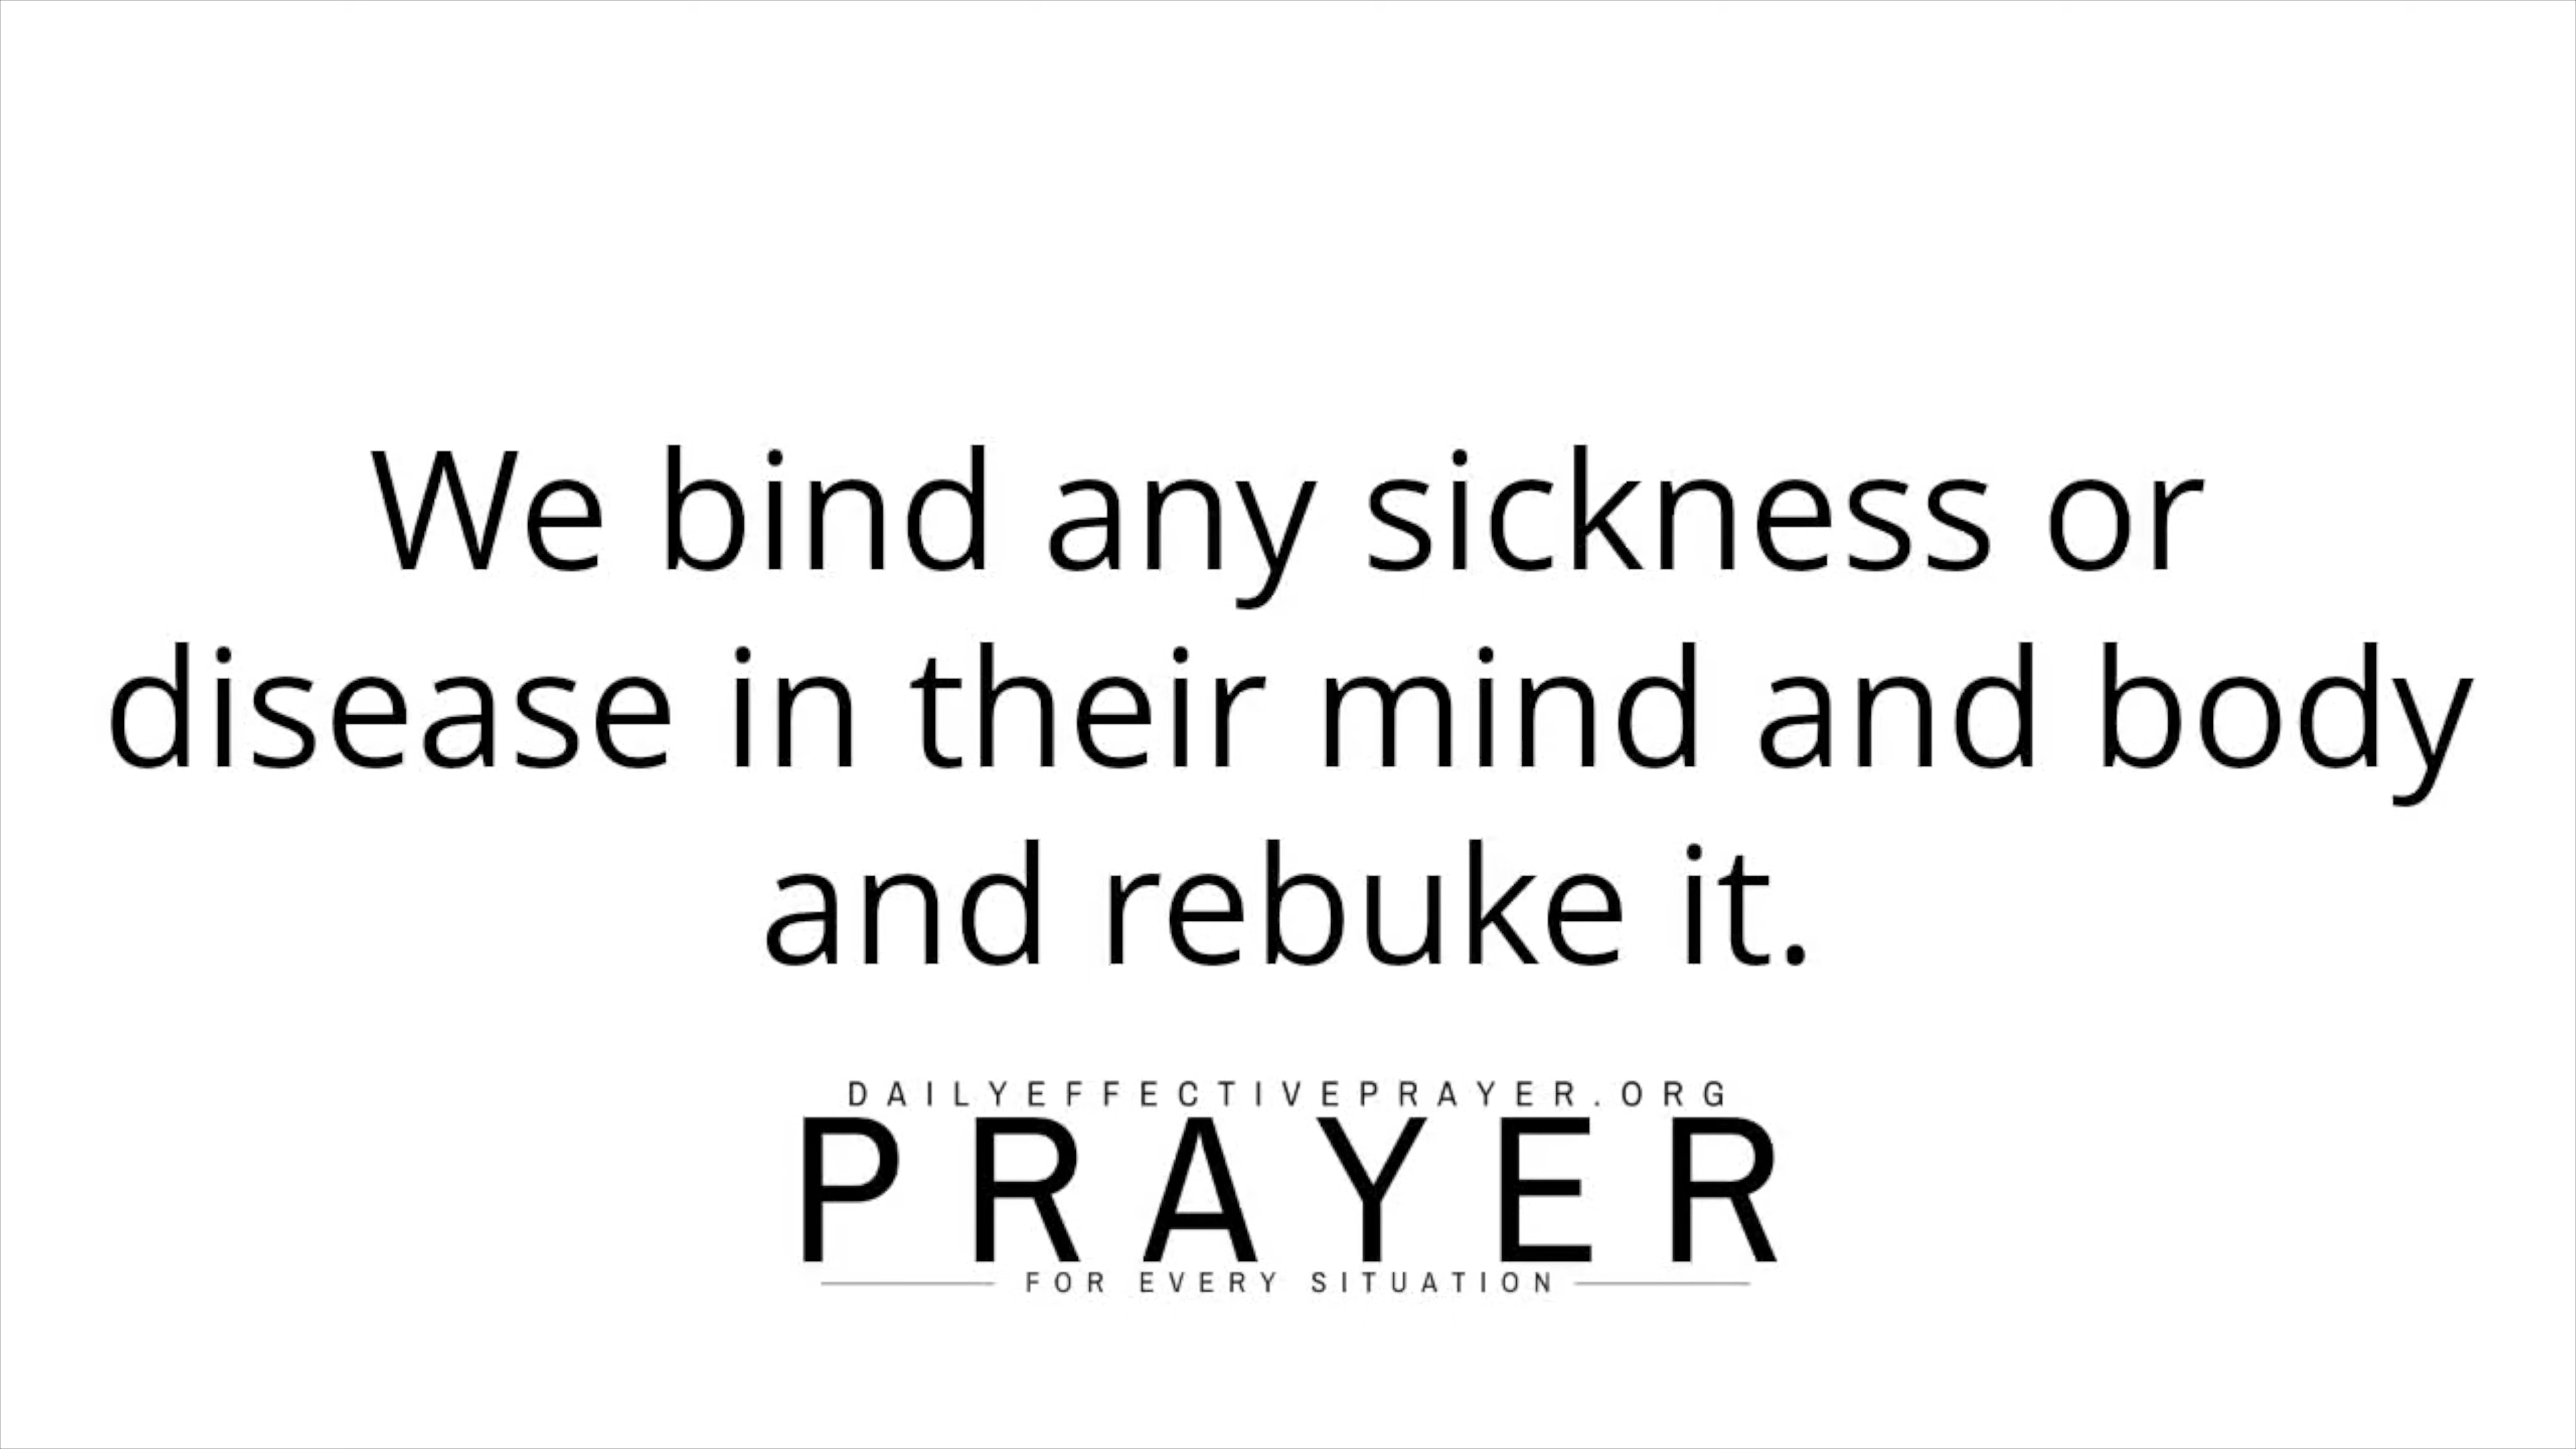 We bind any sickness or
disease in their mind and body
and rebuke it.
DAILYEFFECTIVEPRAYER.ORG
PRAYER
FOR EVERY SITUATION